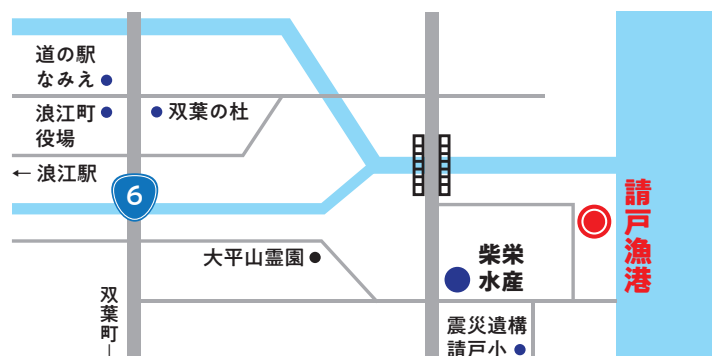 道の駅
なみえ
浪江町
役場
双葉の杜
← 浪江駅
6
請戸漁港
大平山霊園
柴栄
水産
双葉町
震災遺構
請戸小